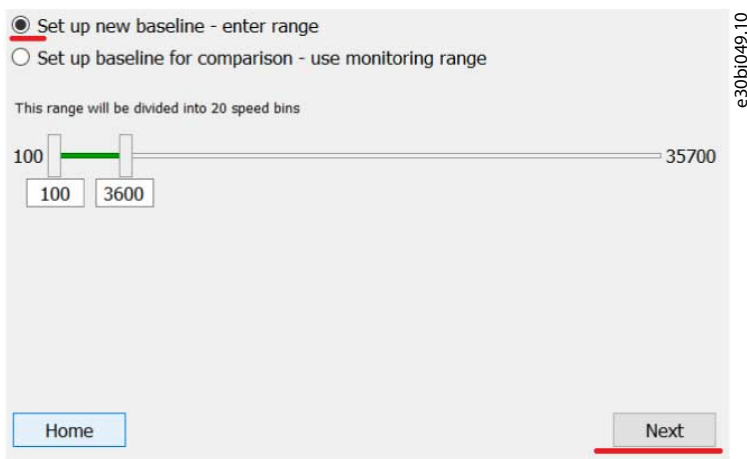 Set up new baseline - enter range
Set up baseline for comparison - use monitoring range
This range will be divided into 20 speed bins
100 35700
100 3600
Home Next
e30bi049.10